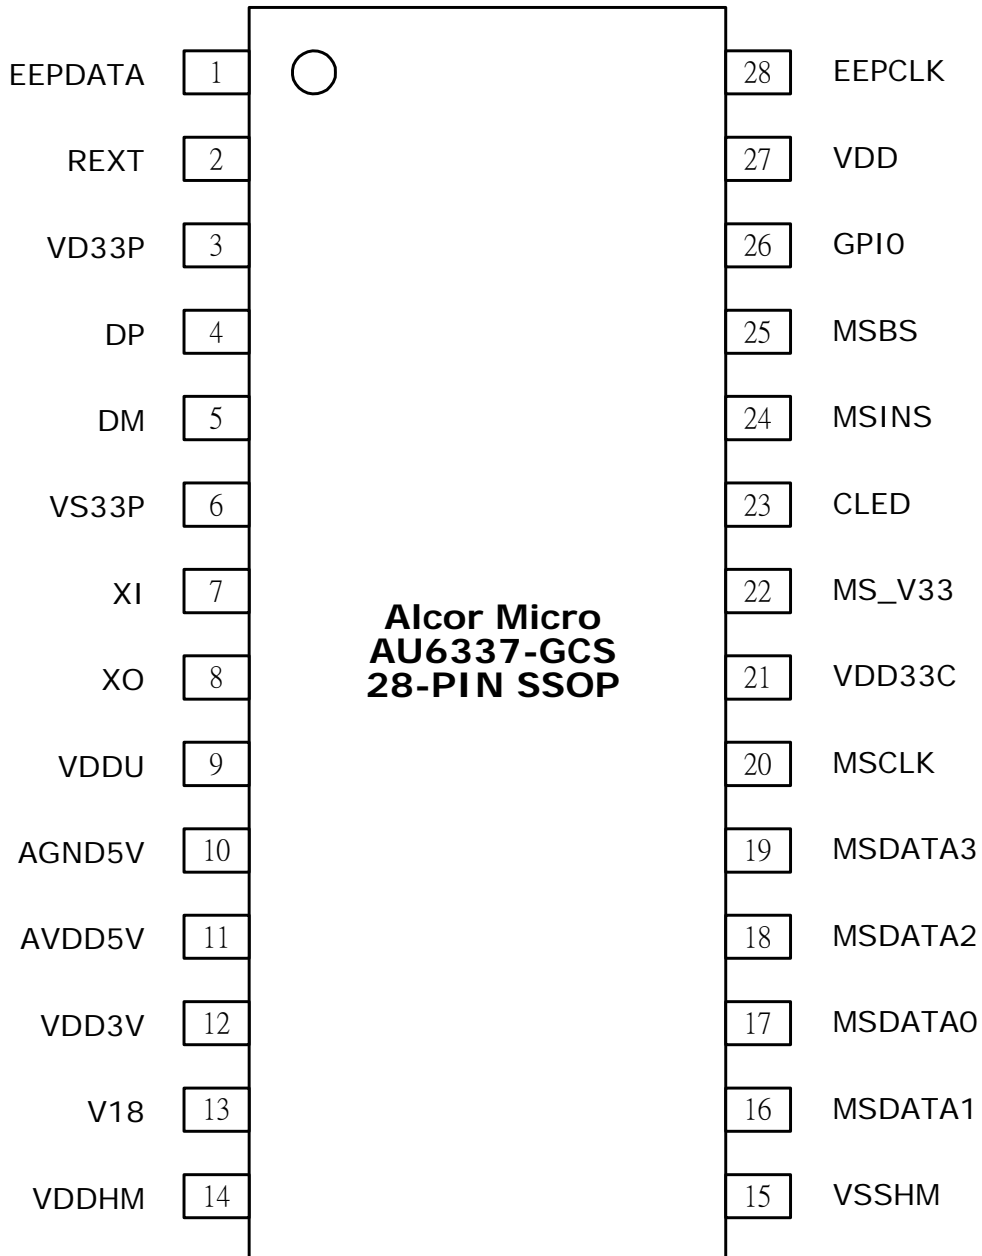 EEPDATA 1 28 EEPCLK
REXT 2 27 VDD
VD33P 3 26 GPI0
DP 4 25 MSBS
DM 5 24 MSINS
VS33P 6 23 CLED
XI 7 22 MS_V33
Alcor Micro
AU6337-GCS
28-PIN SSOP
XO 8 21 VDD33C
VDDU 9 20 MSCLK
AGND5V 10 19 MSDATA3
AVDD5V 11 18 MSDATA2
VDD3V 12 17 MSDATA0
V18 13 16 MSDATA1
VDDHM 14 15 VSSHM